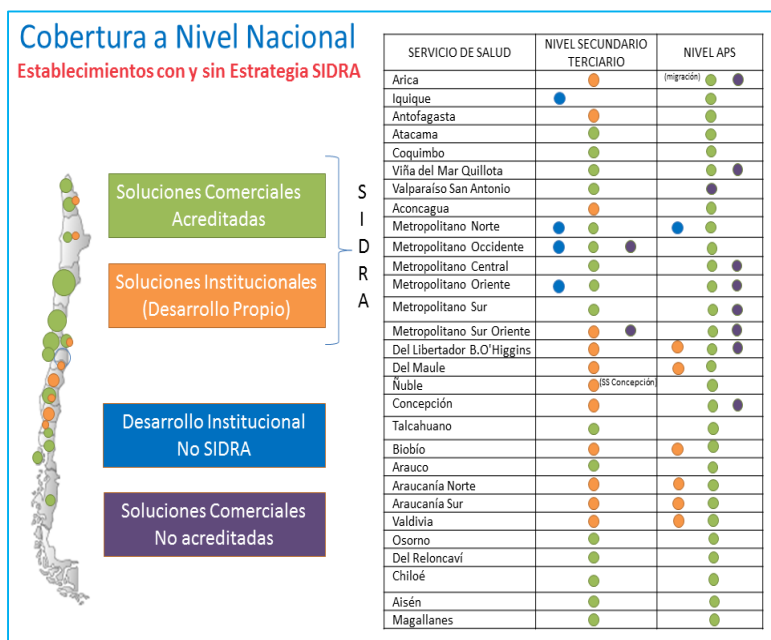 Cobertura a Nivel Nacional
Establecimientos con y sin Estrategia SIDRA
Soluciones Comerciales
Acreditadas
Soluciones Institucionales
(Desarrollo Propio)
S
I
D
R
A
Desarrollo Institucional
No SIDRA
Soluciones Comerciales
No acreditadas
SERVICIO DE SALUD
NIVEL SECUNDARIO
TERCIARIO
NIVEL APS
Arica
(migración)
Iquique
Antofagasta
Atacama
Coquimbo
Viña del Mar Quillota
Valparaíso San Antonio
Aconcagua
Metropolitano Norte
Metropolitano Occidente
Metropolitano Central
Metropolitano Oriente
Metropolitano Sur
Metropolitano Sur Oriente
Del Libertador B.O'Higgins
Del Maule
Ñuble
(SS Concepción)
Concepción
Talcahuano
Biobío
Arauco
Araucanía Norte
Araucanía Sur
Valdivia
Osorno
Del Reloncaví
Chiloé
Aisén
Magallanes